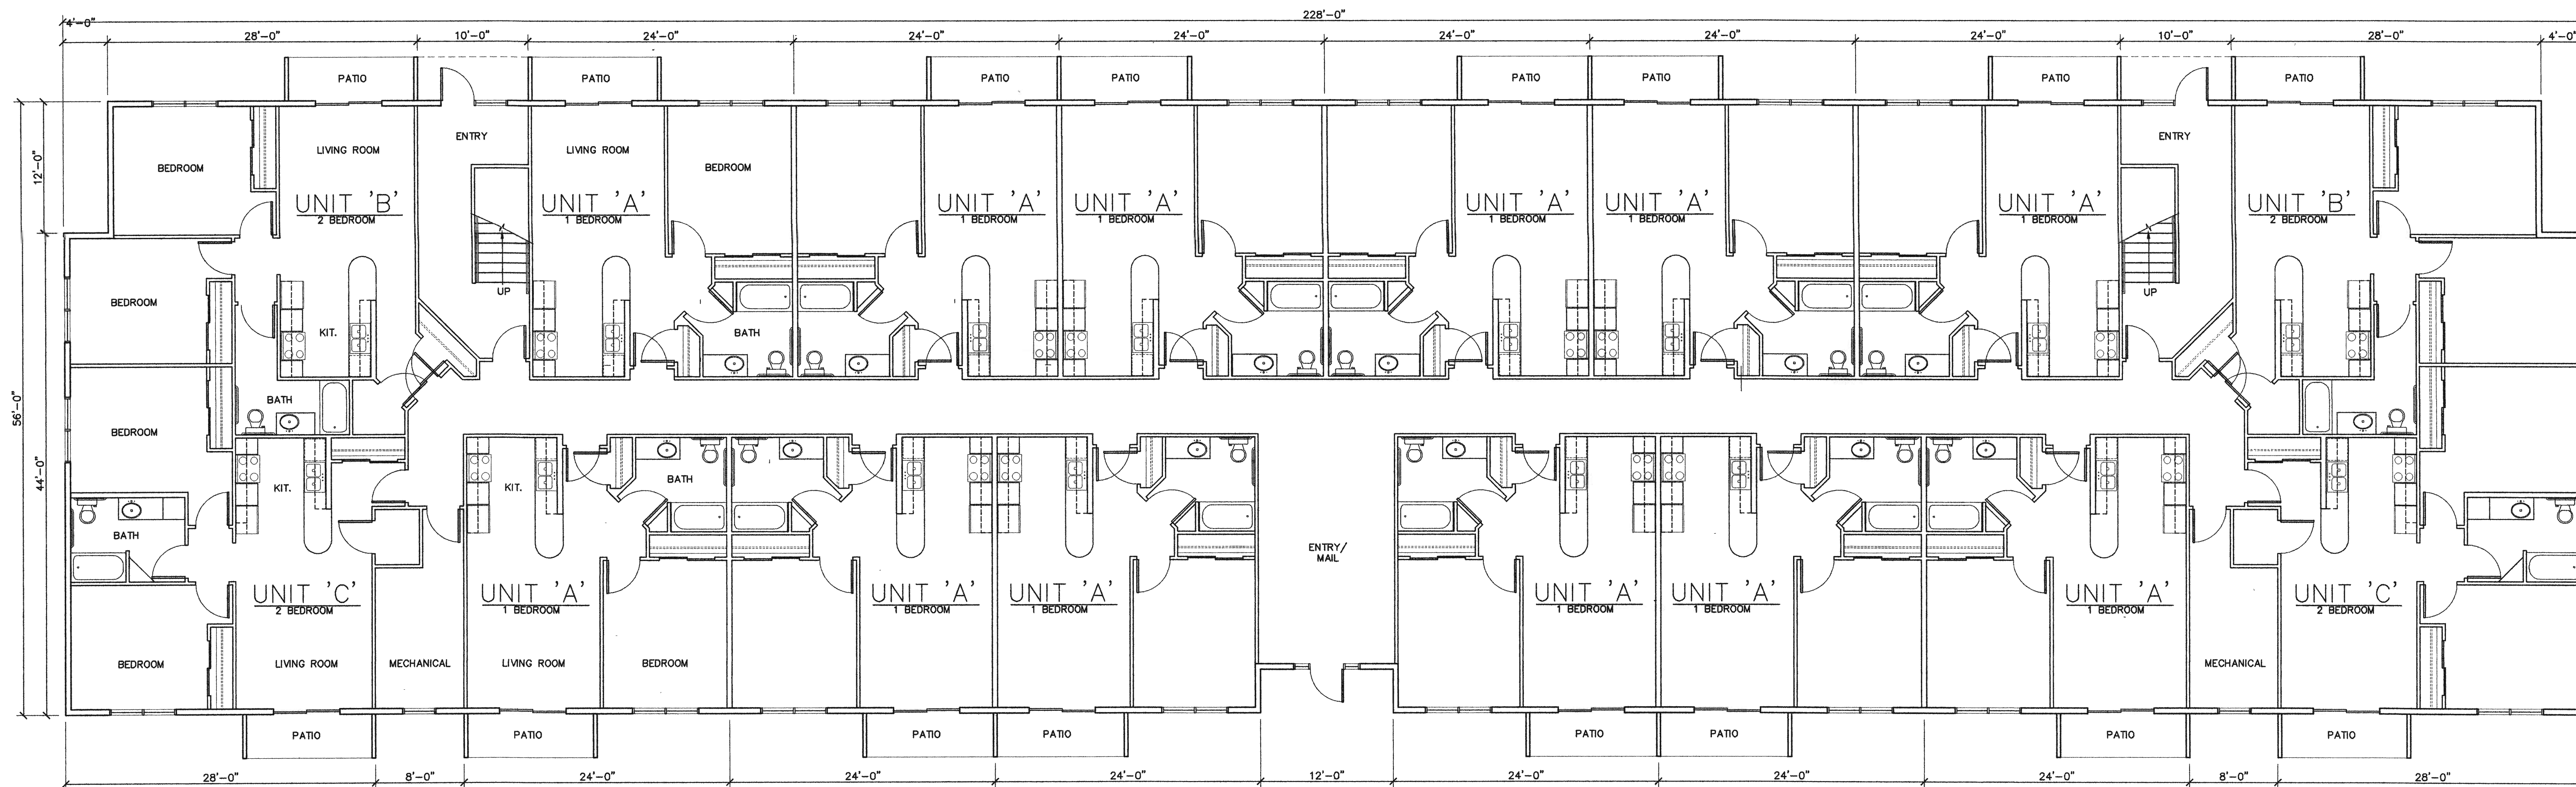 4'-0" 228'-0"
28'-0" 10'-0" 24'-0" 24'-0" 24'-0" 24'-0" 24'-0" 24'-0" 10'-0" 28'-0" 4'-0"
PATIO PATIO PATIO PATIO PATIO PATIO PATIO PATIO
ENTRY ENTRY
LIVING ROOM LIVING ROOM
BEDROOM BEDROOM
12'-0"
UNIT 'B' UNIT 'A' UNIT 'A' UNIT 'A' UNIT 'A' UNIT 'A' UNIT 'A' UNIT 'B'
2 BEDROOM 1 BEDROOM 1 BEDROOM 1 BEDROOM 1 BEDROOM 1 BEDROOM 1 BEDROOM 2 BEDROOM
UP UP
BEDROOM
KIT. BATH
BATH
56'-0"
BEDROOM
44'-0"
BATH
KIT. KIT.
BATH
ENTRY/
MAIL
UNIT 'C' UNIT 'A' UNIT 'A' UNIT 'A' UNIT 'A' UNIT 'A' UNIT 'A' UNIT 'C'
2 BEDROOM 1 BEDROOM 1 BEDROOM 1 BEDROOM 1 BEDROOM 1 BEDROOM 1 BEDROOM 2 BEDROOM
BEDROOM LIVING ROOM MECHANICAL LIVING ROOM BEDROOM MECHANICAL
PATIO PATIO PATIO PATIO PATIO PATIO PATIO PATIO
28'-0" 8'-0" 24'-0" 24'-0" 24'-0" 12'-0" 24'-0" 24'-0" 24'-0" 8'-0" 28'-0"